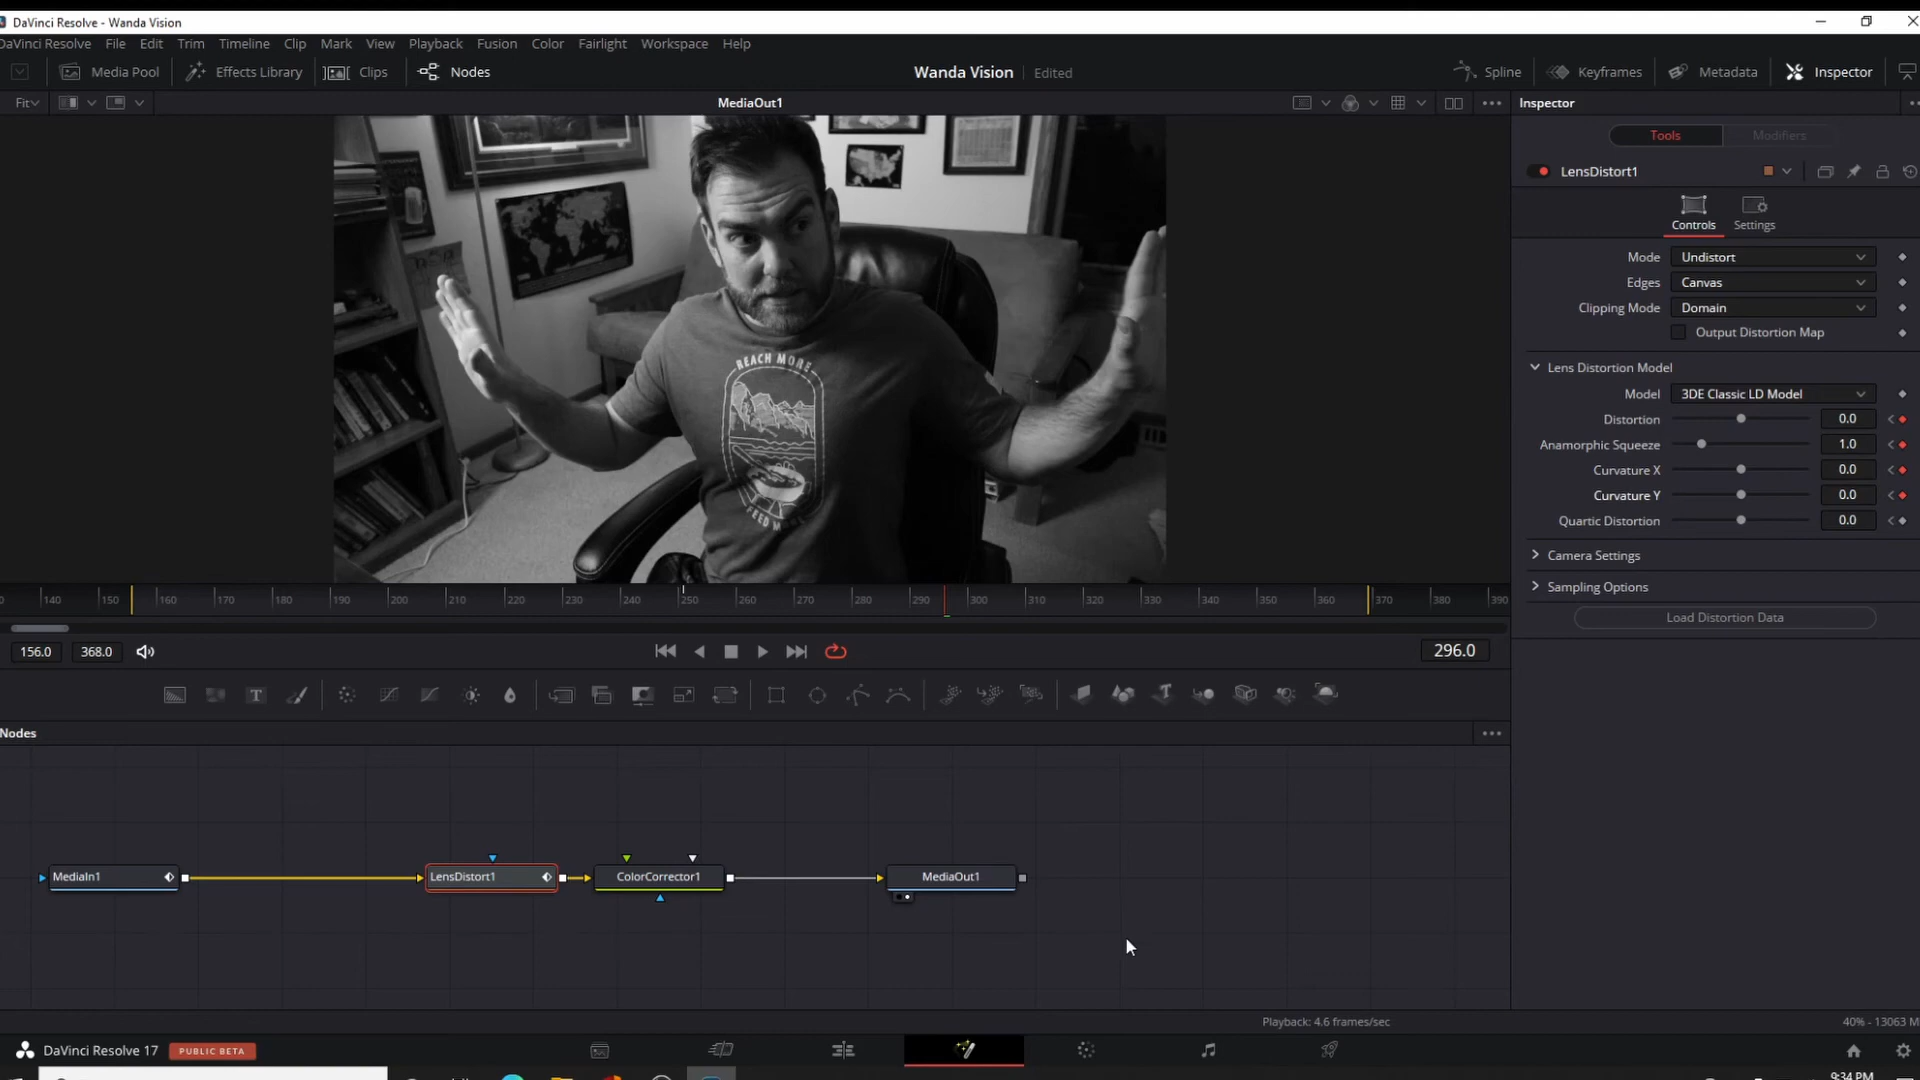 DaVinci Resolve - Wanda Vision
DaVinci Resolve File Edit Trim Timeline Clip Mark View Playback Fusion Color Fairlight Workspace Help
Media Pool Effects Library Clips Nodes Wanda Vision Edited Spline Keyframes Metadata Inspector
Fit MediaOut1 Inspector
Tools Modifiers
LensDistort1
Controls Settings
Mode Undistort
Edges Canvas
Clipping Mode Domain
Output Distortion Map
Lens Distortion Model
Model 3DE Classic LD Model
Distortion 0.0
Anamorphic Squeeze 1.0
Curvature X 0.0
Curvature Y 0.0
Quartic Distortion 0.0
Camera Settings
Sampling Options
Load Distortion Data
REACH MORE
140 150 160 170 180 190 200 210 220 230 240 250 260 270 280 290 300 310 320 330 340 350 360 370 380 390
156.0 368.0 296.0
T
T
Nodes
MediaIn1 LensDistort1 ColorCorrector1 MediaOut1
Playback: 4.6 frames/sec 40% - 13063 M
DaVinci Resolve 17 PUBLIC BETA
9:34 PM